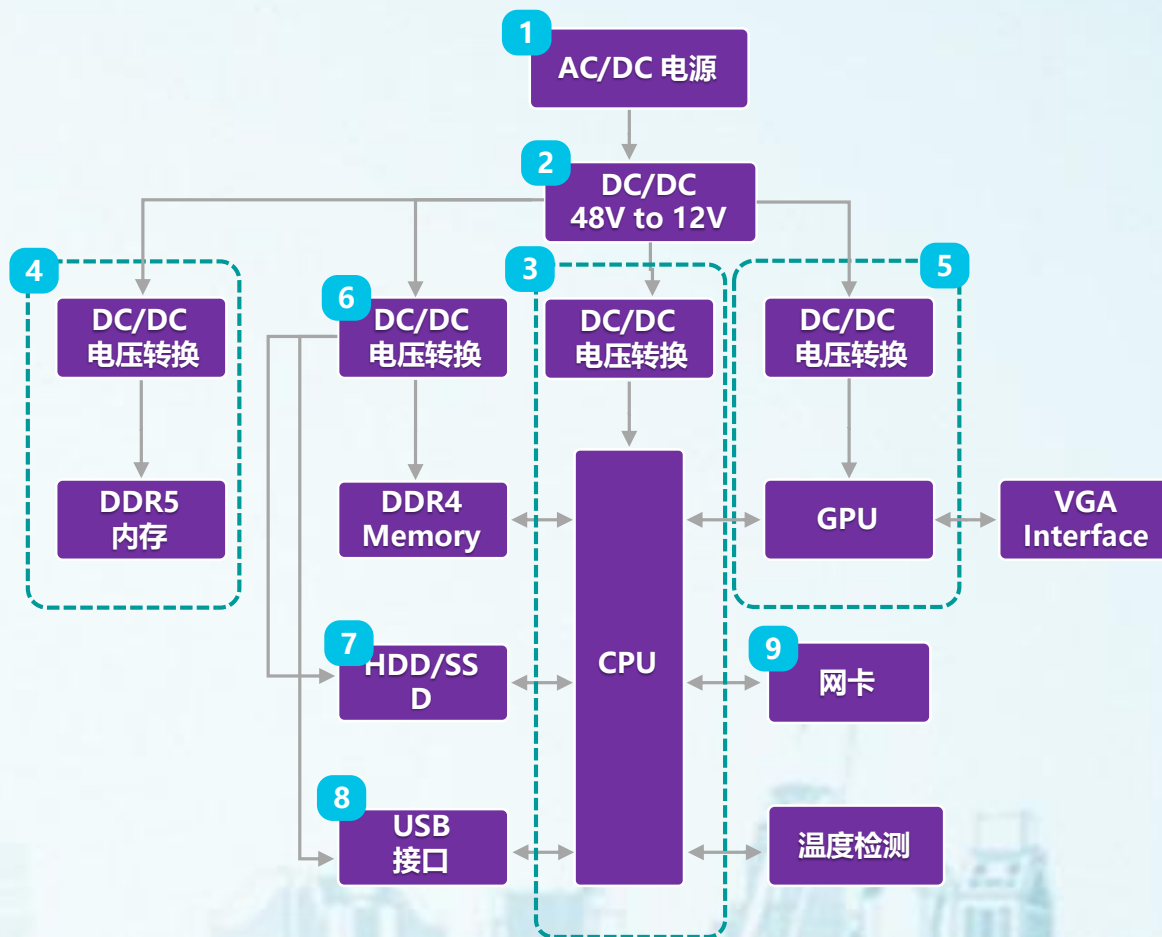 1
AC/DC 电源
2
DC/DC
48V to 12V
4
DC/DC
电压转换
6
DC/DC
电压转换
3
DC/DC
电压转换
5
DC/DC
电压转换
DDR5
内存
DDR4
Memory
CPU
GPU
VGA
Interface
7
HDD/SS
D
9
网卡
8
USB
接口
温度检测